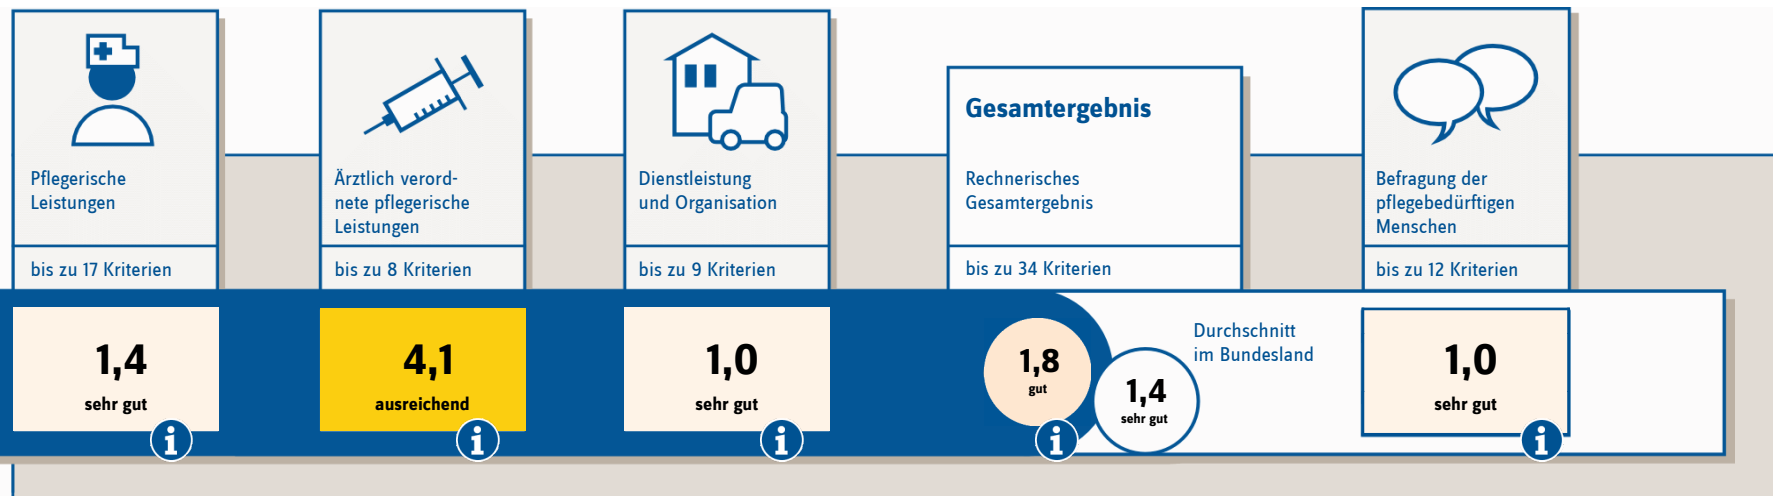 Pflegerische
Leistungen
bis zu 17 Kriterien
1,4
sehr gut
i
Ärztlich verord-
nete pflegerische
Leistungen
bis zu 8 Kriterien
4,1
ausreichend
i
Dienstleistung
und Organisation
bis zu 9 Kriterien
1,0
sehr gut
i
Gesamtergebnis
Rechnerisches
Gesamtergebnis
bis zu 34 Kriterien
1,8
gut
i
Durchschnitt
im Bundesland
1,4
sehr gut
Befragung der
pflegebedürftigen
Menschen
bis zu 12 Kriterien
1,0
sehr gut
i